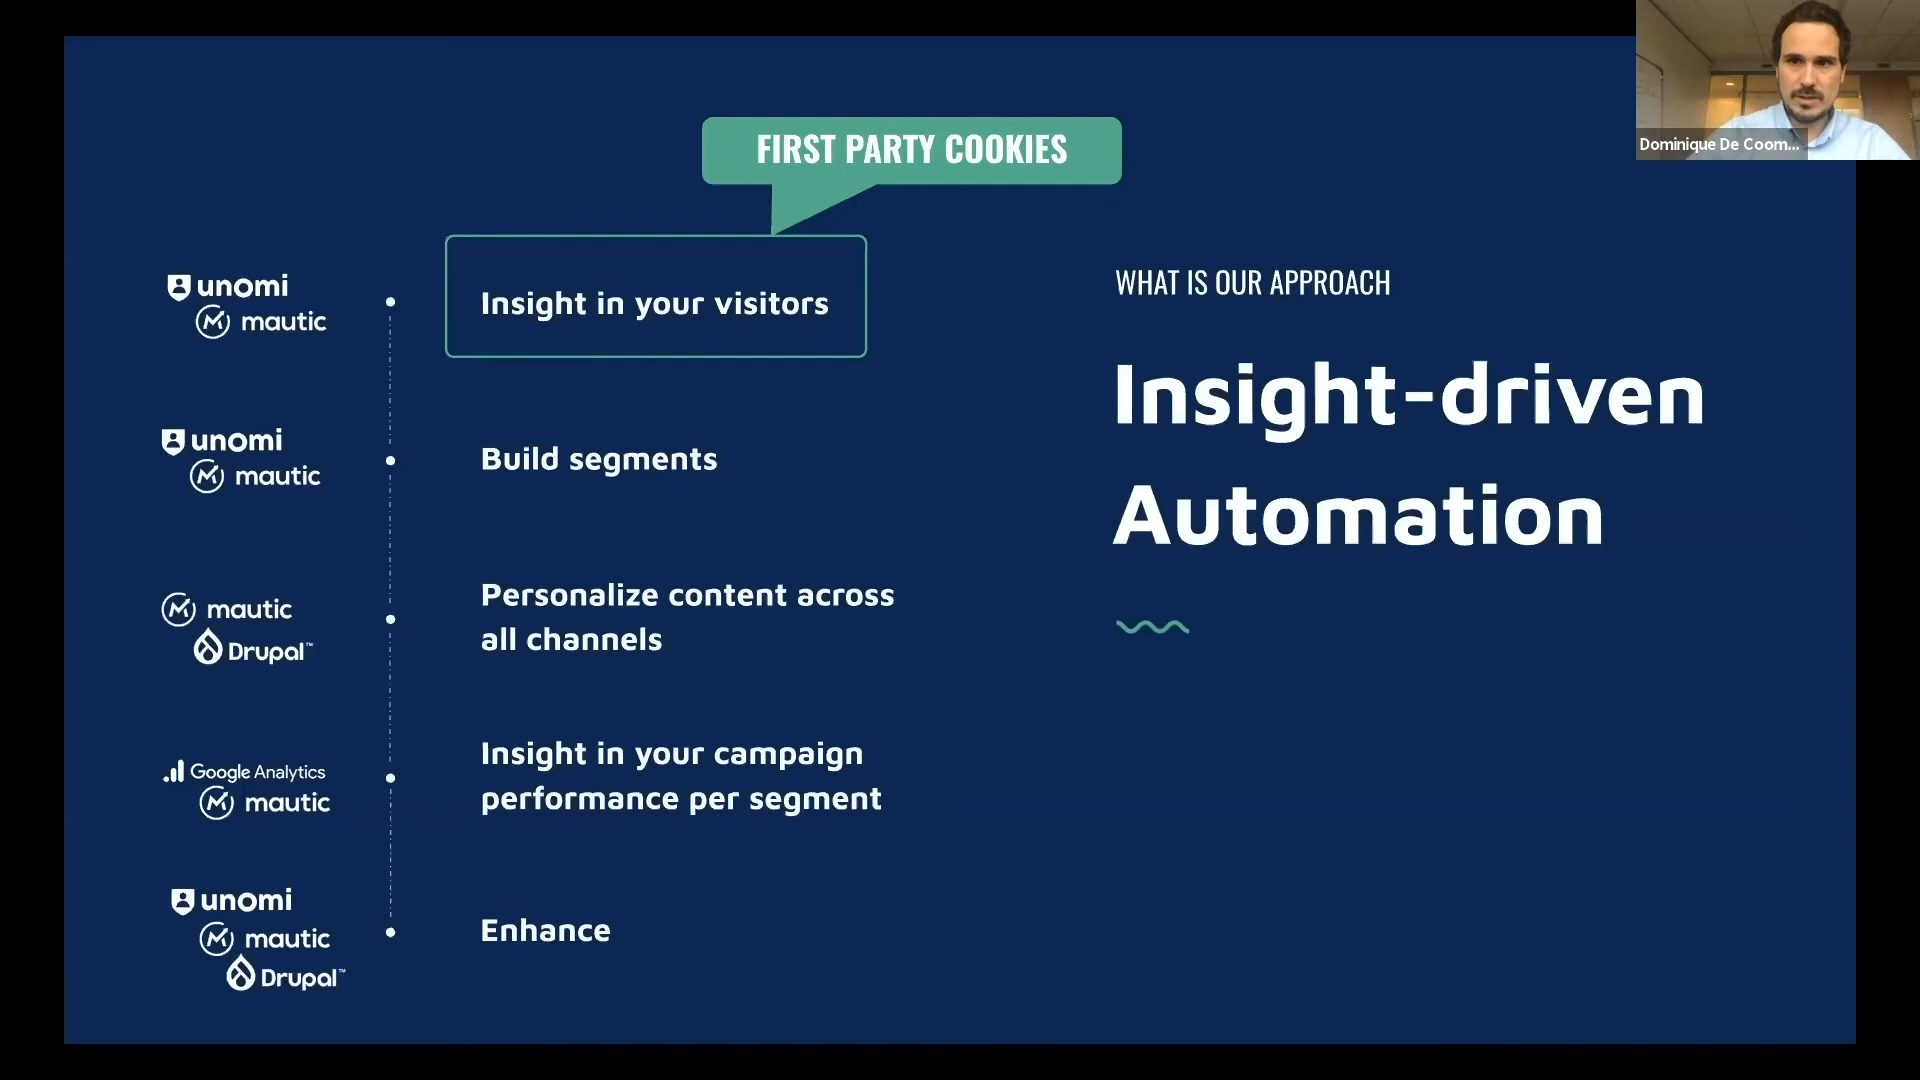 FIRST PARTY COOKIES
Dominique De Coom...
unomi
mautic
Insight in your visitors
unomi
mautic
Build segments
mautic
Drupal™
Personalize content across
all channels
Google Analytics
mautic
Insight in your campaign
performance per segment
unomi
mautic
Drupal™
Enhance
WHAT IS OUR APPROACH
Insight-driven
Automation